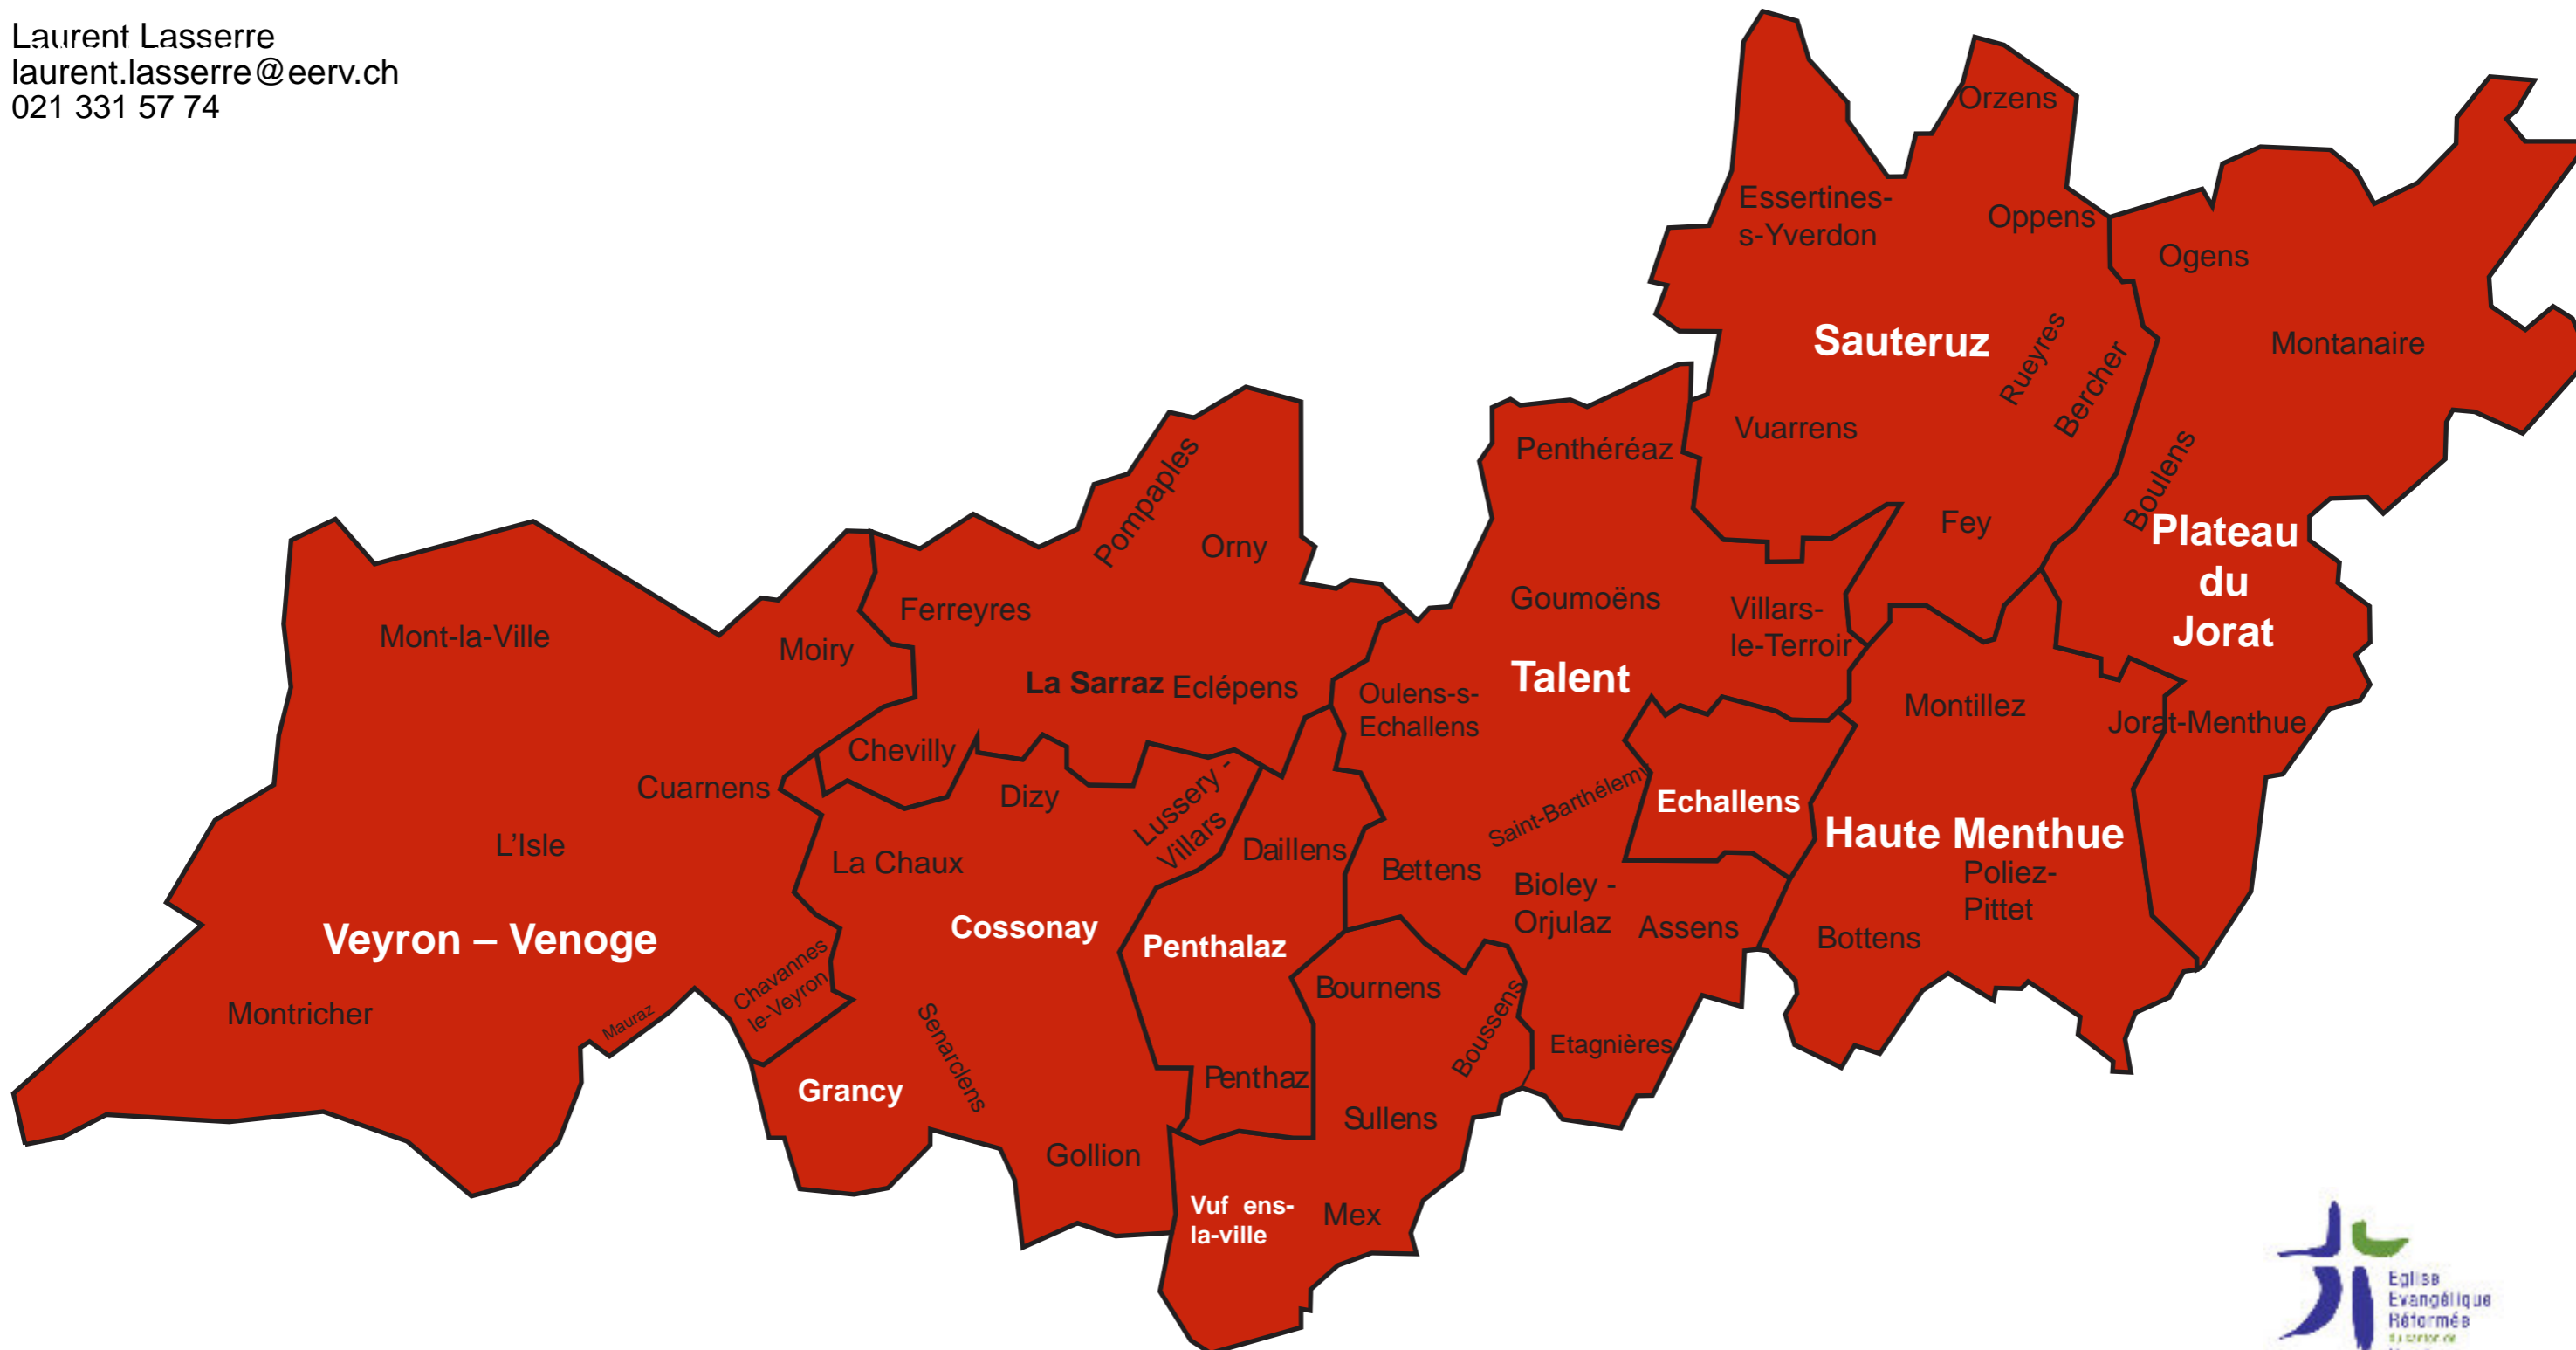 Laurent Lasserre
laurent.lasserre@eerv.ch
021 331 57 74
Orzens
Essertines-
s-Yverdon
Oppens
Ogens
Sauteruz
Rueyres
Bercher
Montanaire
Vuarrens
Penthéréaz
Pompaples
Boulens
Fey
Plateau
du
Jorat
Orny
Ferreyres
Goumoëns
Villars-
le-Terroir
Mont-la-Ville
Moiry
La Sarraz
Eclépens
Talent
Oulens-s-
Echallens
Montillez
Jorat-Menthue
Chevilly
Cuarnens
Dizy
Lussery -
Villars
Saint-Barthélemy
Echallens
Haute Menthue
L'Isle
La Chaux
Daillens
Bettens
Bioley -
Orjulaz
Poliez-
Pittet
Veyron – Venoge
Cossonay
Penthalaz
Assens
Bottens
Chavannes
le-Veyron
Bournens
Montricher
Mauraz
Senarclens
Boussens
Etagnières
Grancy
Penthaz
Sullens
Gollion
Vuf ens-
la-ville
Mex
Eglise
Evangélique
Réformée
du canton de